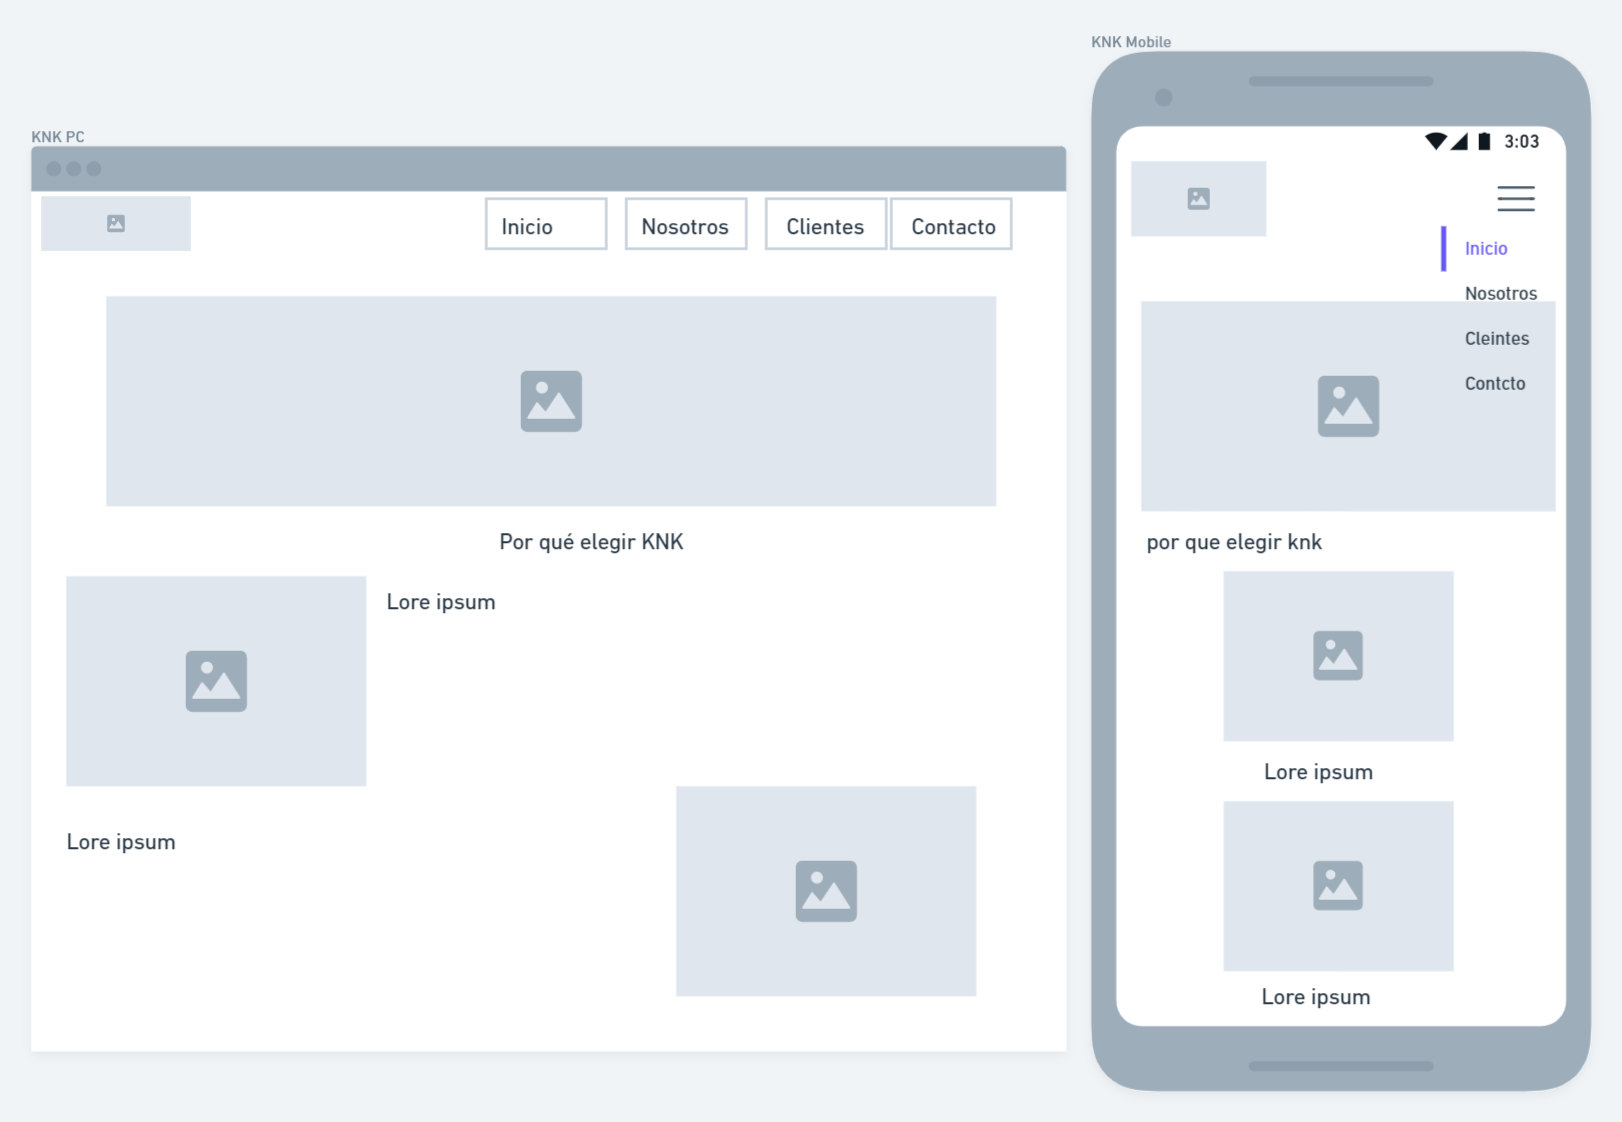 KNK PC
Inicio
Nosotros
Clientes
Contacto
Por qué elegir KNK
Lore ipsum
Lore ipsum
KNK Mobile
3:03
Inicio
Nosotros
Cleintes
Contcto
por que elegir knk
Lore ipsum
Lore ipsum